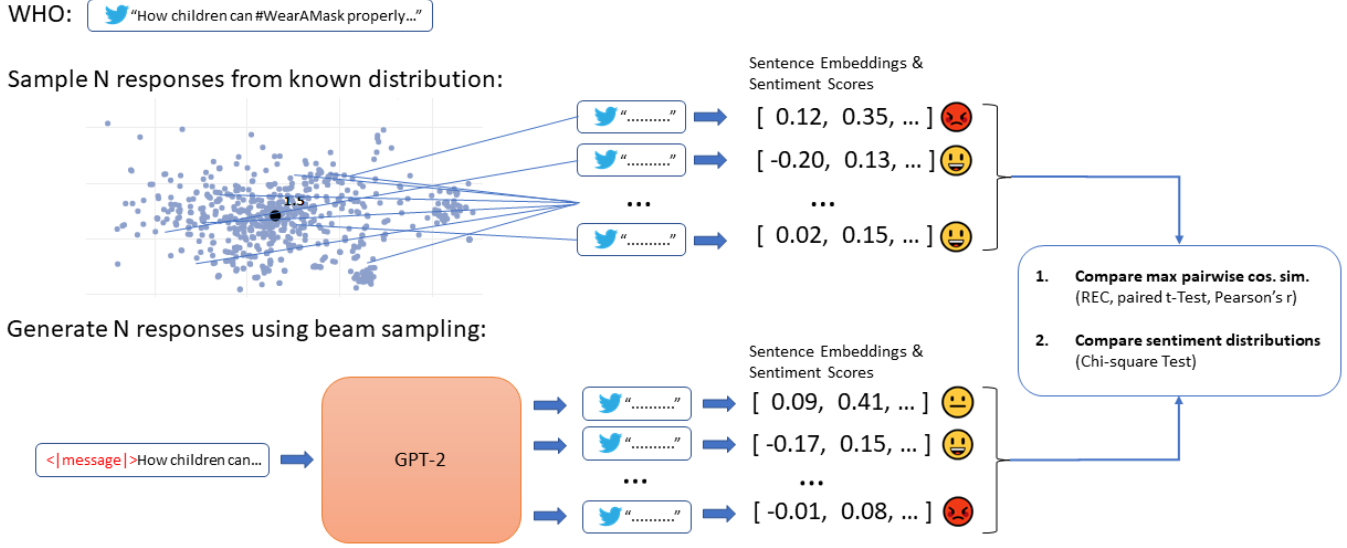 WHO:
“How children can #WearAMask properly...”
Sample N responses from known distribution:
Sentence Embeddings &
Sentiment Scores
1.5
“..........”
[ 0.12, 0.35, ... ]
“..........”
[ -0.20, 0.13, ... ]
...
...
“..........”
[ 0.02, 0.15, ... ]
1. Compare max pairwise cos. sim.
(REC, paired t-Test, Pearson’s r)
2. Compare sentiment distributions
(Chi-square Test)
Generate N responses using beam sampling:
Sentence Embeddings &
Sentiment Scores
<|message|>How children can...
GPT-2
“..........”
[ 0.09, 0.41, ... ]
“..........”
[ -0.17, 0.15, ... ]
...
...
“..........”
[ -0.01, 0.08, ... ]